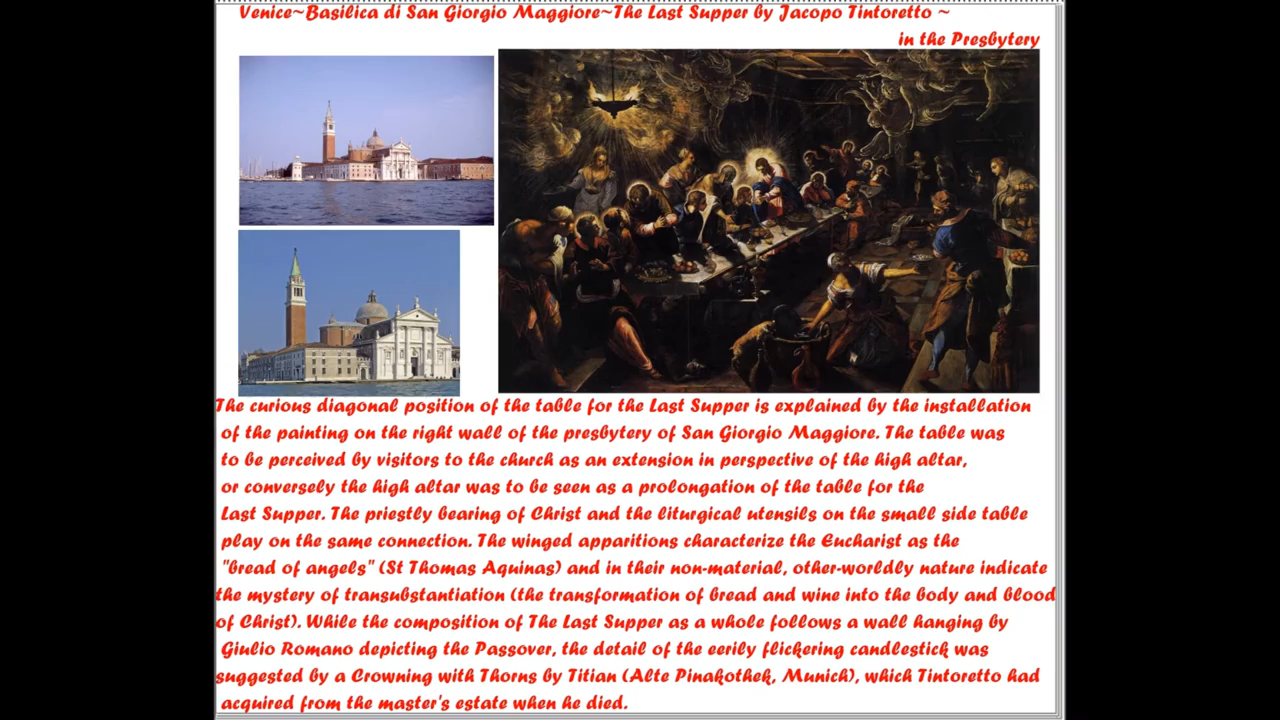 Venice~Basilica di San Giorgio Maggiore~The Last Supper by Jacopo Tintoretto ~
in the Presbytery
The curious diagonal position of the table for the Last Supper is explained by the installation
of the painting on the right wall of the presbytery of San Giorgio Maggiore. The table was
to be perceived by visitors to the church as an extension in perspective of the high altar,
or conversely the high altar was to be seen as a prolongation of the table for the
Last Supper. The priestly bearing of Christ and the liturgical utensils on the small side table
play on the same connection. The winged apparitions characterize the Eucharist as the
"bread of angels" (St Thomas Aquinas) and in their non-material, other-worldly nature indicate
the mystery of transubstantiation (the transformation of bread and wine into the body and blood
of Christ). While the composition of The Last Supper as a whole follows a wall hanging by
Giulio Romano depicting the Passover, the detail of the eerily flickering candlestick was
suggested by a Crowning with Thorns by Titian (Alte Pinakothek, Munich), which Tintoretto had
acquired from the master's estate when he died.